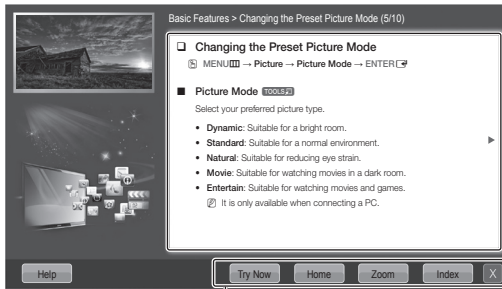 Basic Features > Changing the Preset Picture Mode (5/10)
❑ Changing the Preset Picture Mode
MENU → Picture → Picture Mode → ENTER
■ Picture Mode TOOLS
Select your preferred picture type.
• Dynamic: Suitable for a bright room.
• Standard: Suitable for a normal environment.
• Natural: Suitable for reducing eye strain.
• Movie: Suitable for watching movies in a dark room.
• Entertain: Suitable for watching movies and games.
It is only available when connecting a PC.
Help
Try Now
Home
Zoom
Index
X